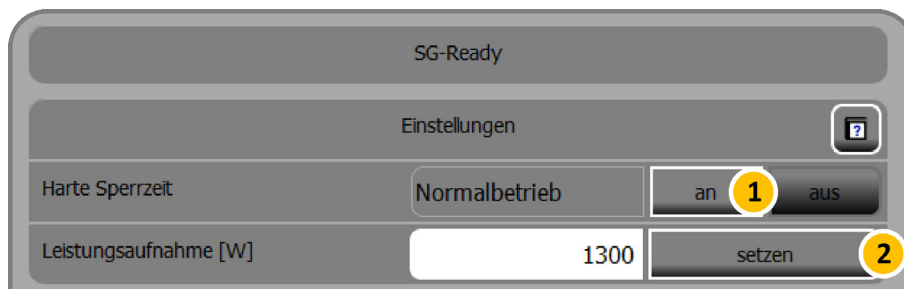 SG-Ready
Einstellungen
?
Harte Sperrzeit Normalbetrieb an 1 aus
Leistungsaufnahme [W] 1300 setzen 2